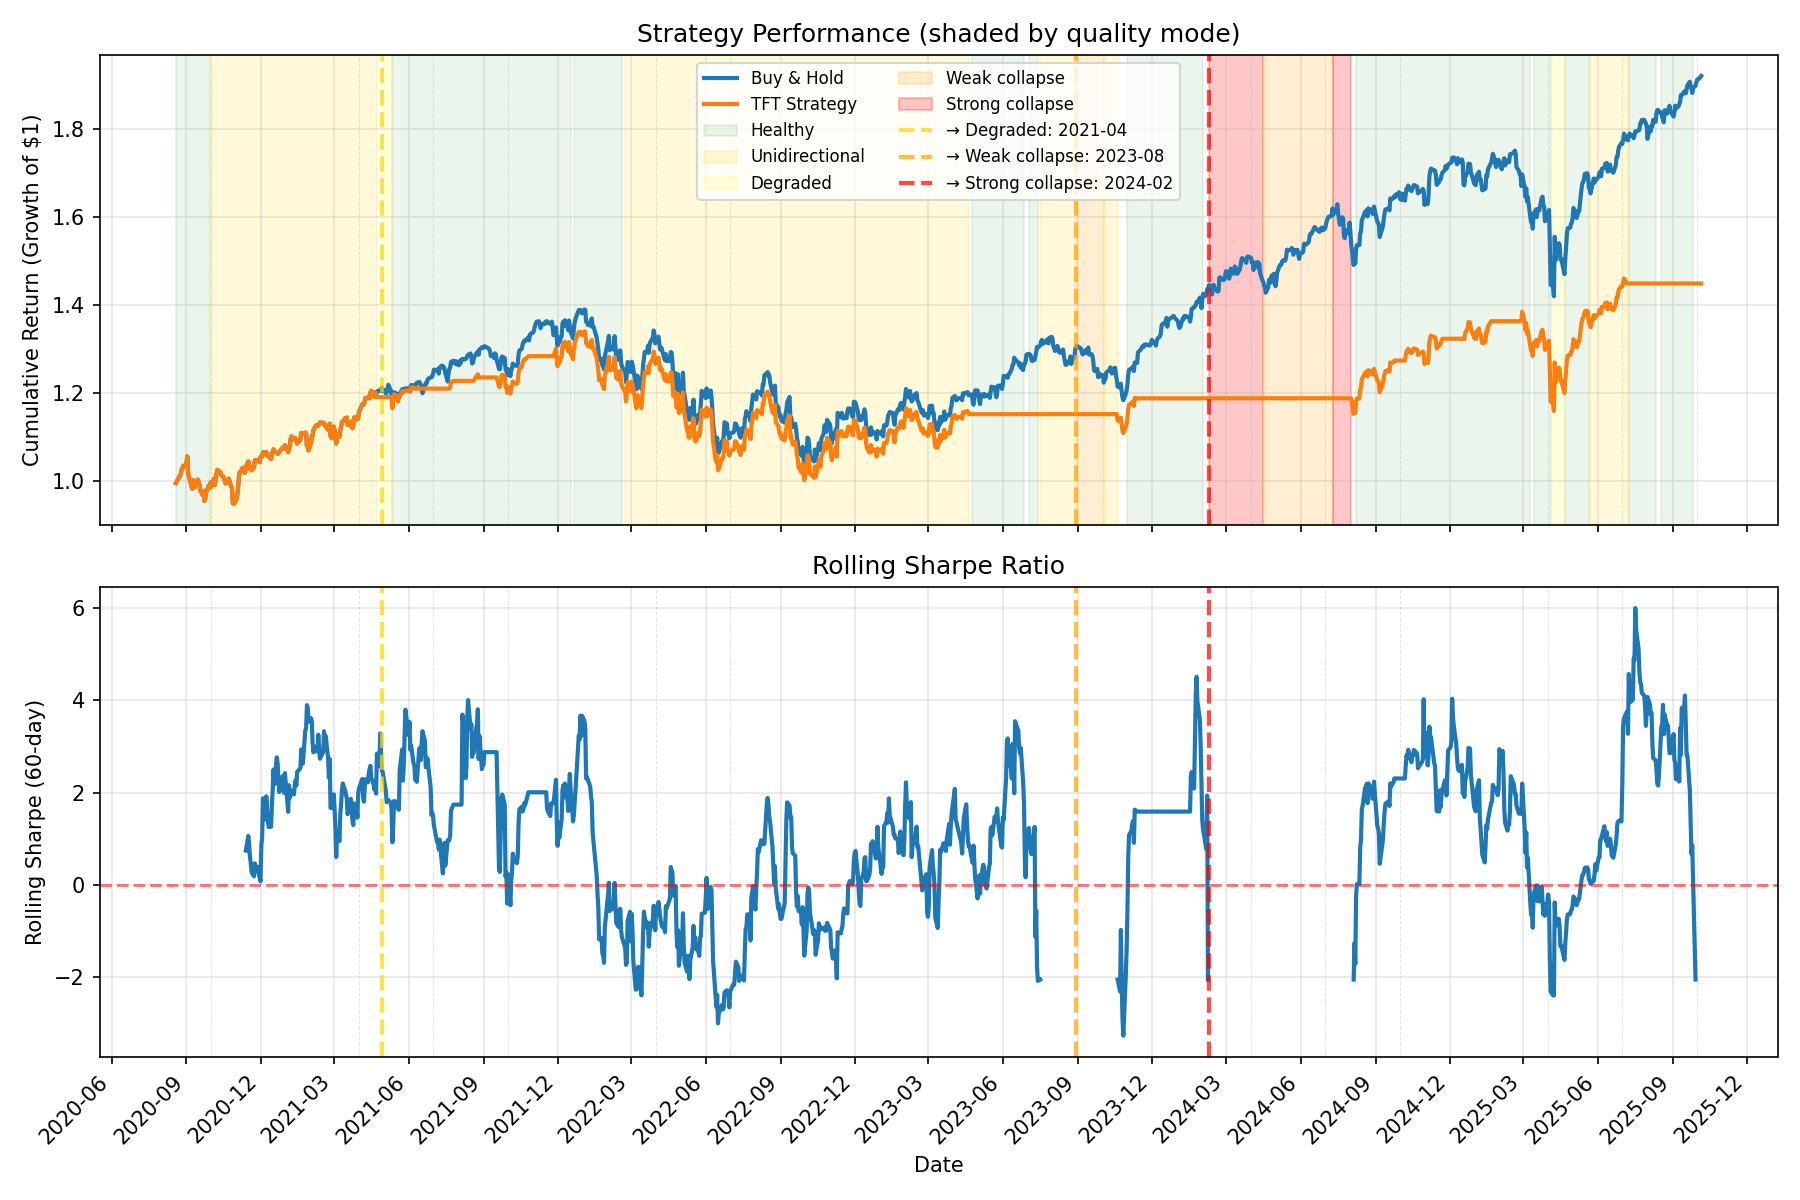 Strategy Performance (shaded by quality mode)
Cumulative Return (Growth of $1)
1.8
1.6
1.4
1.2
1.0
Buy & Hold
TFT Strategy
Healthy
Unidirectional
Degraded
Weak collapse
Strong collapse
→ Degraded: 2021-04
→ Weak collapse: 2023-08
→ Strong collapse: 2024-02
Rolling Sharpe Ratio
Rolling Sharpe (60-day)
6
4
2
0
−2
2020-06
2020-09
2020-12
2021-03
2021-06
2021-09
2021-12
2022-03
2022-06
2022-09
2022-12
2023-03
2023-06
2023-09
2023-12
2024-03
2024-06
2024-09
2024-12
2025-03
2025-06
2025-09
2025-12
Date